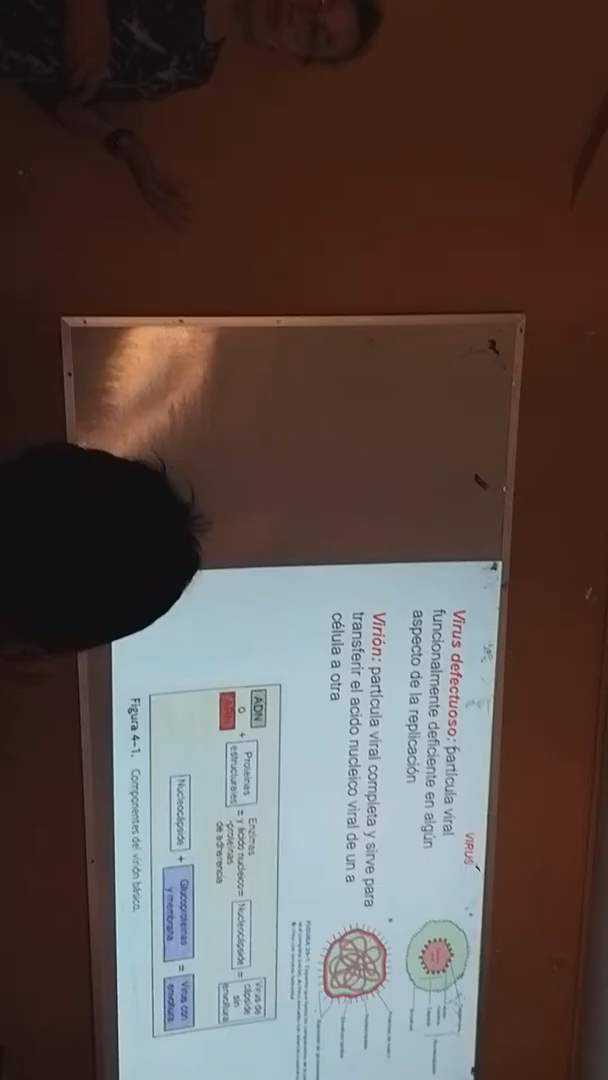 VIRUS
Virus defectuoso: partícula viral
funcionalmente deficiente en algún
aspecto de la replicación
Virión: partícula viral completa y sirve para
transferir el acido nucleico viral de un a
célula a otra
ADN
o
ARN
+
Proteínas
estructurales
=
Enzimas
y ácido nucleico=
-proteínas
de adherencia
Nucleocápside
=
Virus de
cápside
sin
envoltura
Nucleocápside + Glucoproteínas
y membrana
= Virus con
envoltura
Figura 4-1. Componentes del virión básico.